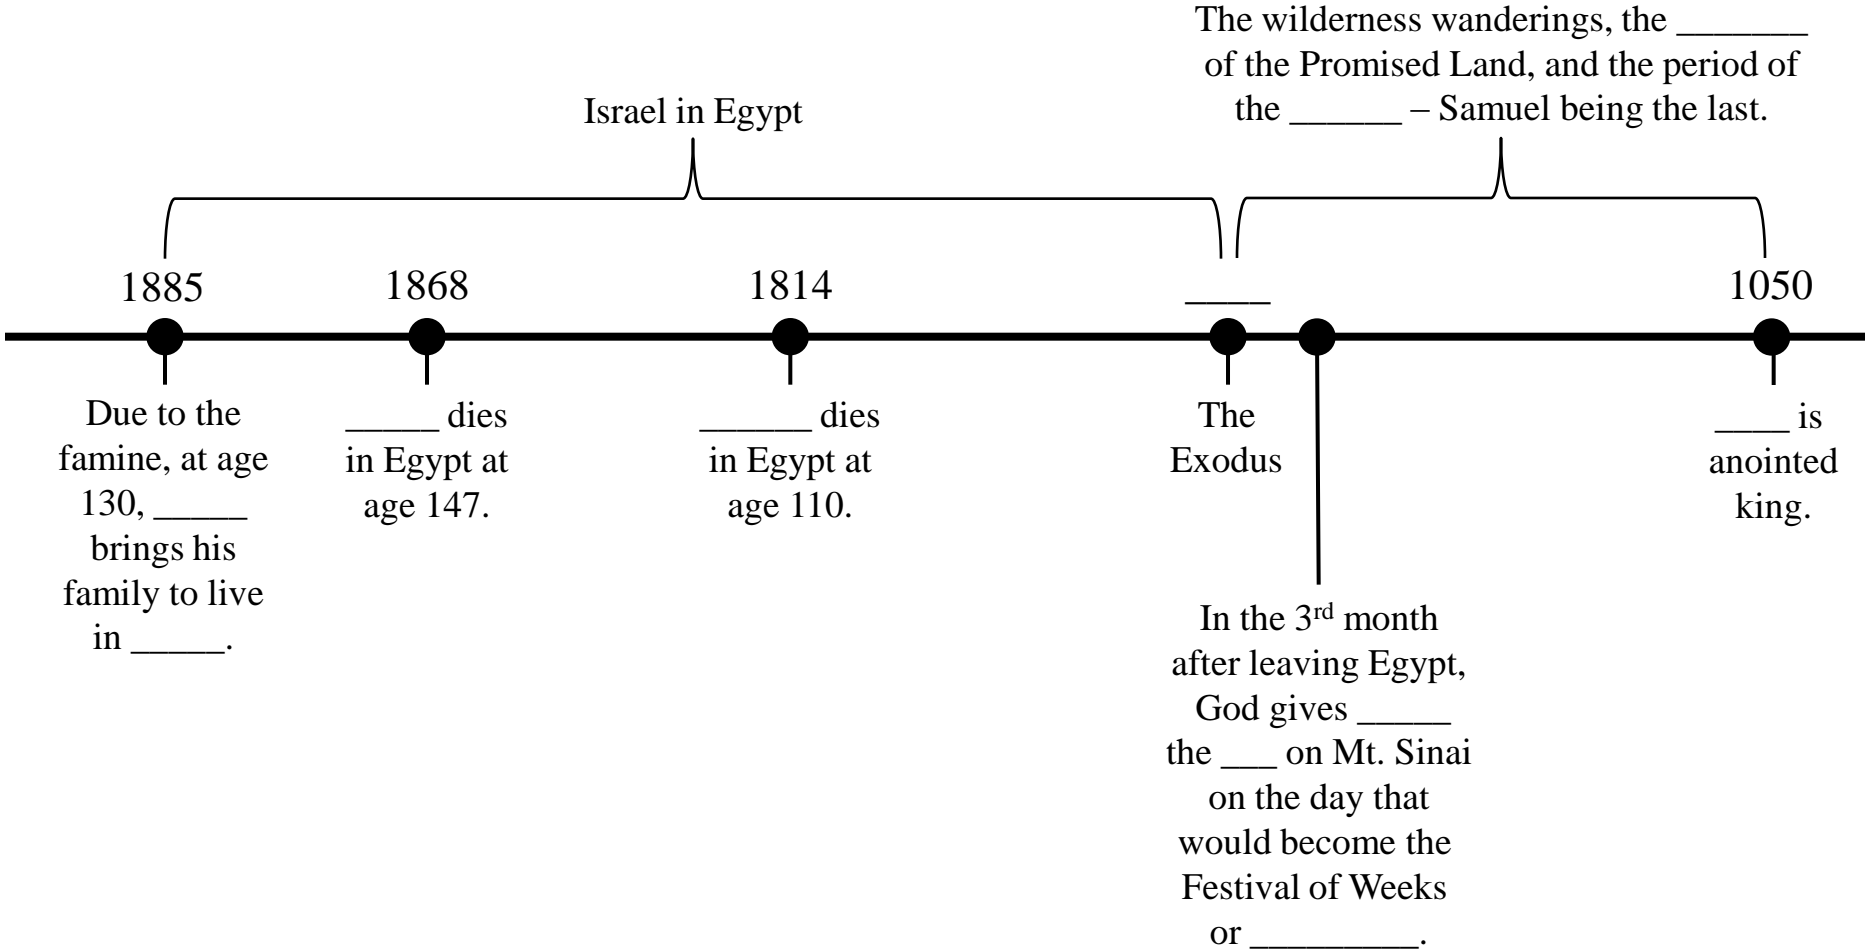 The wilderness wanderings, the _______
of the Promised Land, and the period of
the ______ – Samuel being the last.
Israel in Egypt
1885
1868
1814
____
1050
Due to the
famine, at age
130, _____
brings his
family to live
in _____.
_____ dies
in Egypt at
age 147.
______ dies
in Egypt at
age 110.
The
Exodus
In the 3rd month
after leaving Egypt,
God gives _____
the ___ on Mt. Sinai
on the day that
would become the
Festival of Weeks
or _________.
____ is
anointed
king.